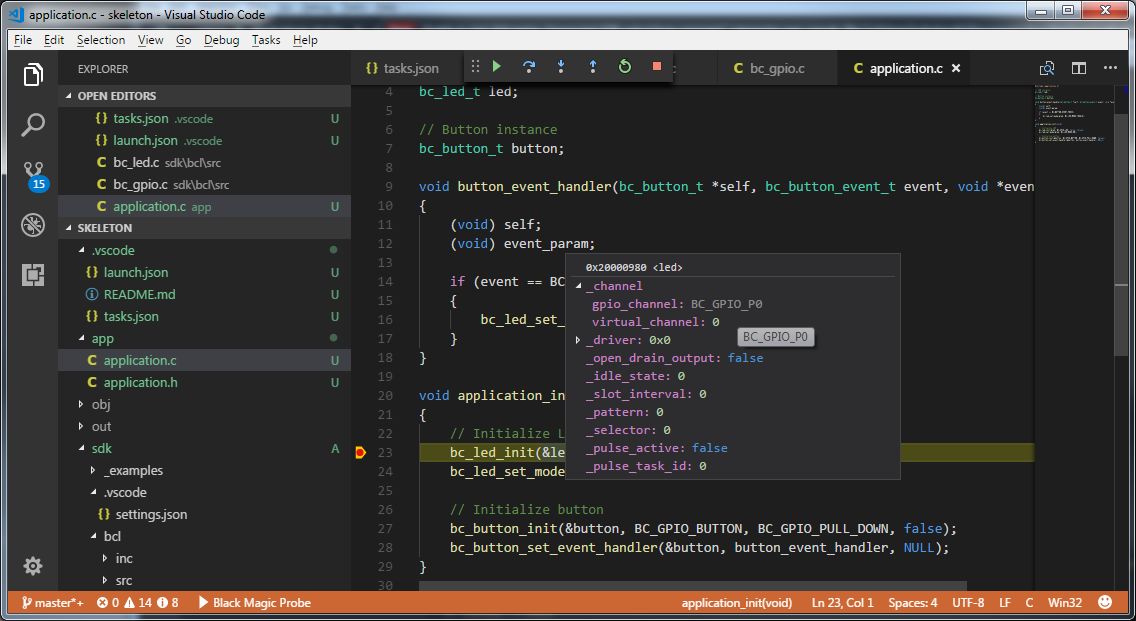 application.c - skeleton - Visual Studio Code
File Edit Selection View Go Debug Tasks Help
EXPLORER
OPEN EDITORS
{} tasks.json .vscode U
{} launch.json .vscode U
C bc_led.c sdk\bcl\src
C bc_gpio.c sdk\bcl\src
C application.c app U
SKELETON
.vscode
{} launch.json U
README.md U
{} tasks.json U
app
C application.c U
C application.h U
obj
out
sdk A
_examples
.vscode
{} settings.json
bcl
inc
src
15
{} tasks.json
C bc_gpio.c
C application.c
4 bc_led_t led;
5
6 // Button instance
7 bc_button_t button;
8
9 void button_event_handler(bc_button_t *self, bc_button_event_t event, void *even
10 {
11 (void) self;
12 (void) event_param;
13
14 if (event == BC
15 {
16 bc_led_set_
17 }
18 }
19
20 void application_in
21 {
22 // Initialize L
23 bc_led_init(&le
24 bc_led_set_mode
25
26 // Initialize button
27 bc_button_init(&button, BC_GPIO_BUTTON, BC_GPIO_PULL_DOWN, false);
28 bc_button_set_event_handler(&button, button_event_handler, NULL);
29 }
30
0x20000980 <led>
_channel
gpio_channel: BC_GPIO_P0
virtual_channel: 0
_driver: 0x0
_open_drain_output: false
_idle_state: 0
_slot_interval: 0
_pattern: 0
_selector: 0
_pulse_active: false
_pulse_task_id: 0
BC_GPIO_P0
master*+ 0 14 8 Black Magic Probe
application_init(void) Ln 23, Col 1 Spaces: 4 UTF-8 LF C Win32